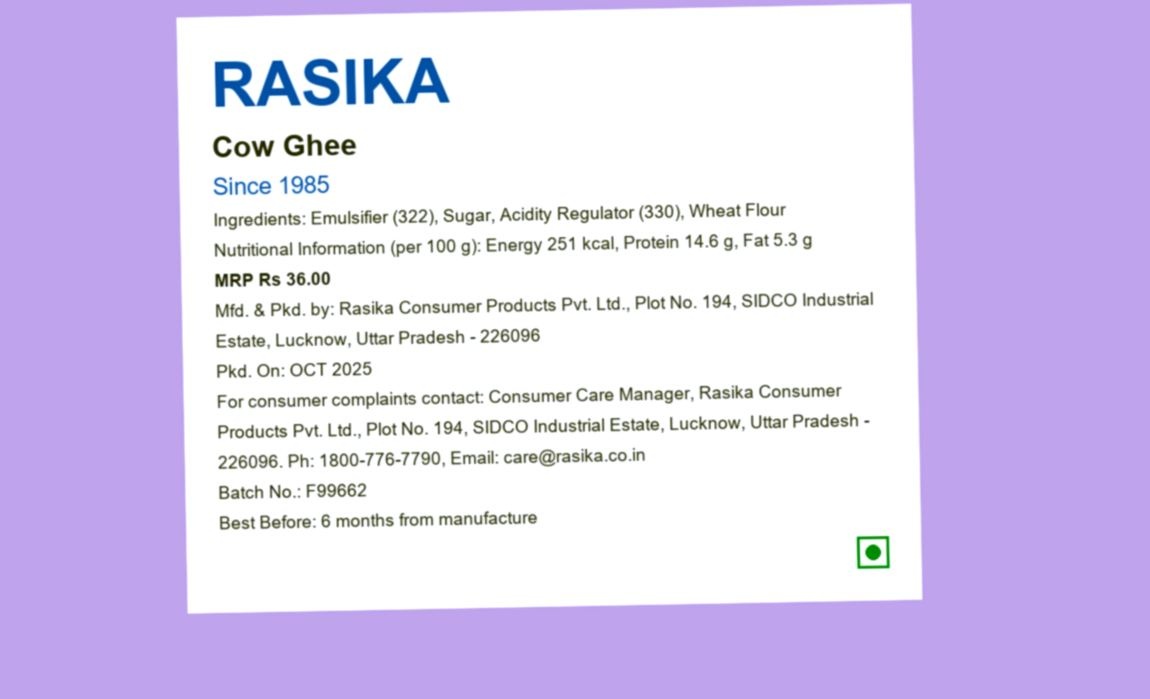 RASIKA
Cow Ghee
Since 1985
Ingredients: Emulsifier (322), Sugar, Acidity Regulator (330), Wheat Flour
Nutritional Information (per 100 g): Energy 251 kcal, Protein 14.6 g, Fat 5.3 g
MRP Rs 36.00
Mfd. & Pkd. by: Rasika Consumer Products Pvt. Ltd., Plot No. 194, SIDCO Industrial
Estate, Lucknow, Uttar Pradesh - 226096
Pkd. On: OCT 2025
For consumer complaints contact: Consumer Care Manager, Rasika Consumer
Products Pvt. Ltd., Plot No. 194, SIDCO Industrial Estate, Lucknow, Uttar Pradesh -
226096. Ph: 1800-776-7790, Email: care@rasika.co.in
Batch No.: F99662
Best Before: 6 months from manufacture